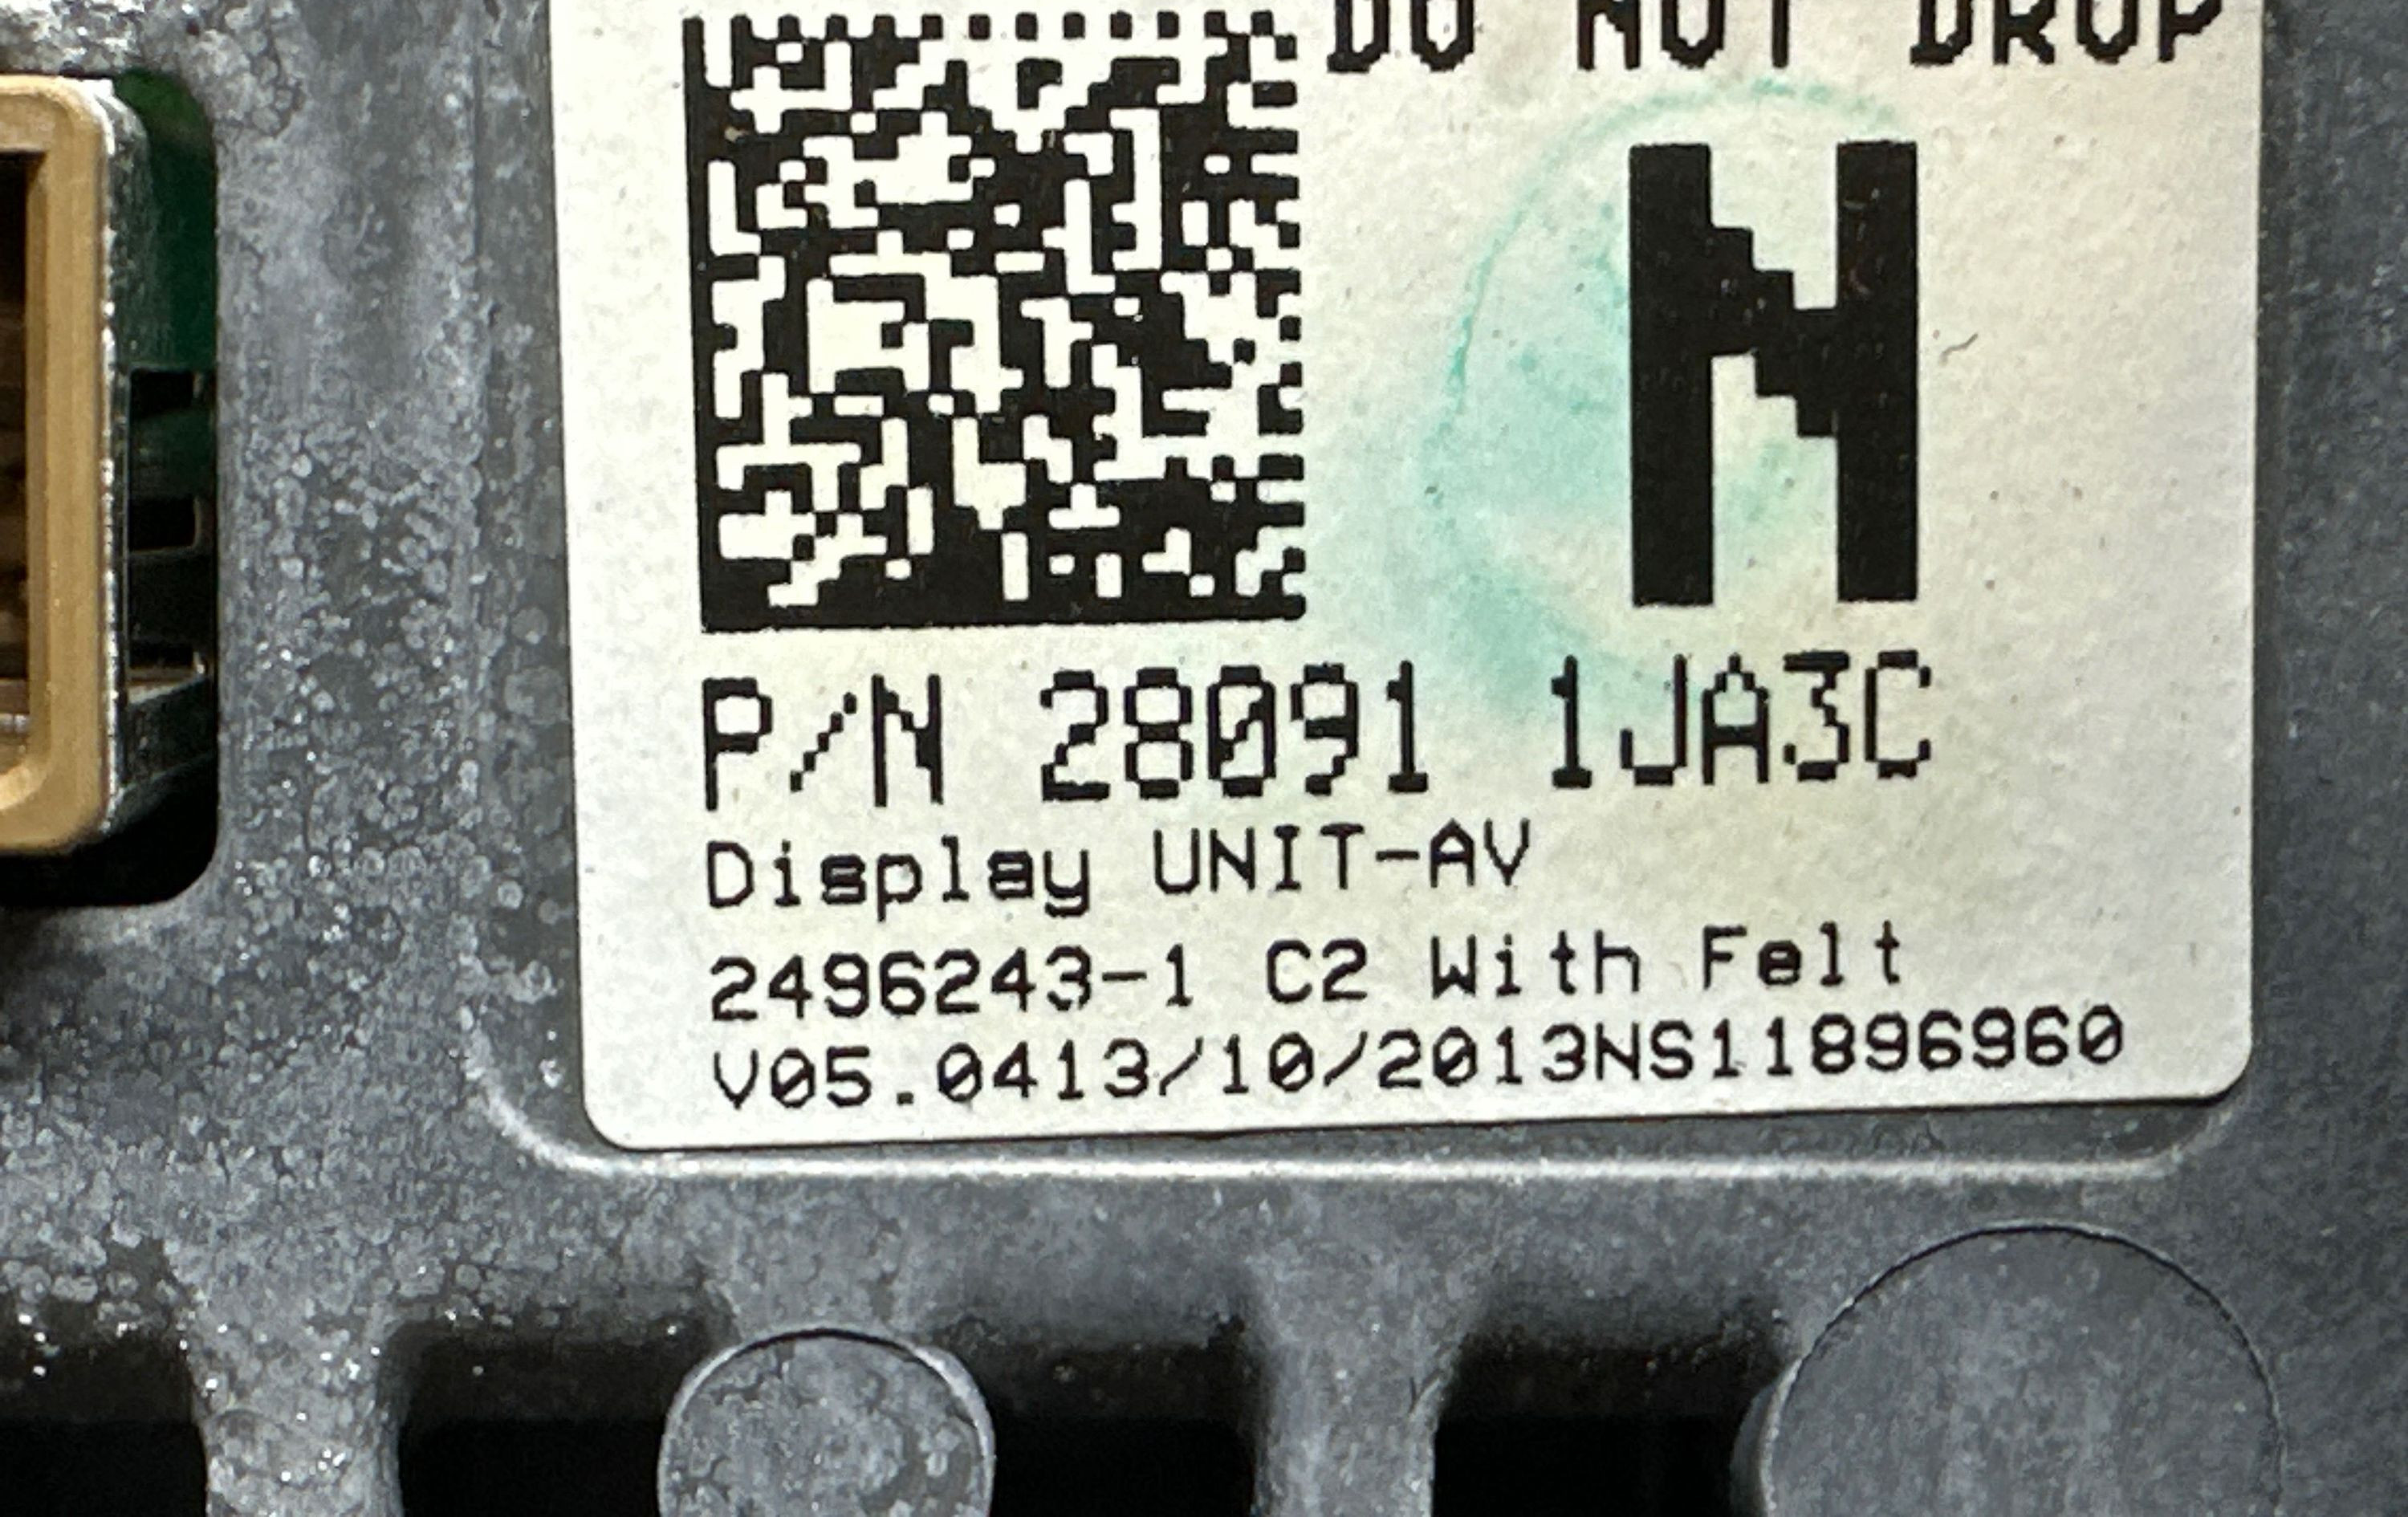 DO NOT DROP
N
P/N 28091 1JA3C
Display UNIT-AV
2496243-1 C2 With Felt
V05.0413/10/2013NS11896960